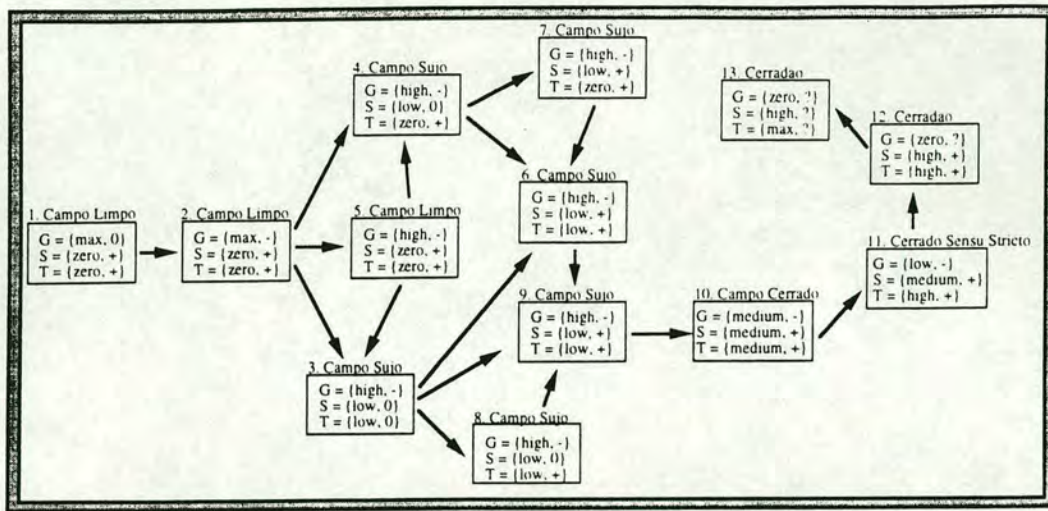 1. Campo Limpo
G = {max, 0}
S = {zero, +}
T = {zero, +}
2. Campo Limpo
G = {max, -}
S = {zero, +}
T = {zero, +}
3. Campo Sujo
G = {high, -}
S = {low, 0}
T = {low, 0}
4. Campo Sujo
G = {high, -}
S = {low, 0}
T = {zero, +}
5. Campo Limpo
G = {high, -}
S = {zero, +}
T = {zero, +}
6. Campo Sujo
G = {high, -}
S = {low, +}
T = {low, +}
7. Campo Sujo
G = {high, -}
S = {low, +}
T = {zero, +}
8. Campo Sujo
G = {high, -}
S = {low, 0}
T = {low, +}
9. Campo Sujo
G = {high, -}
S = {low, +}
T = {low, +}
10. Campo Cerrado
G = {medium, -}
S = {medium, +}
T = {medium, +}
11. Cerrado Sensu Stricto
G = {low, -}
S = {medium, +}
T = {high, +}
12. Cerradao
G = {zero, ?}
S = {high, +}
T = {high, +}
13. Cerradao
G = {zero, ?}
S = {high, ?}
T = {max, ?}